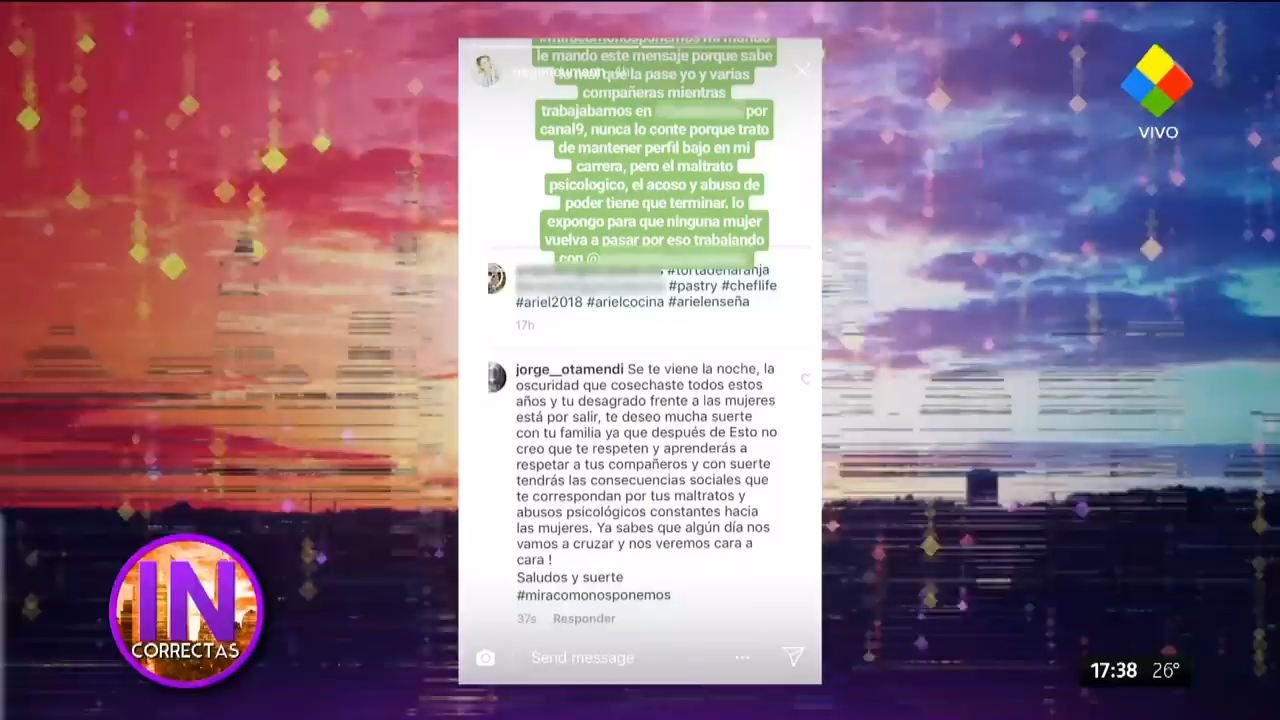 #miracomonosponemos mi marido
le mando este mensaje porque sabe
lo mal que la pase yo y varias
compañeras mientras
trabajabamos en por
canal9, nunca lo conte porque trato
de mantener perfil bajo en mi
carrera, pero el maltrato
psicologico, el acoso y abuso de
poder tiene que terminar. lo
expongo para que ninguna mujer
vuelva a pasar por eso trabajando
con @
#tortadenaranja
#pastry #cheflife
#ariel2018 #arielcocina #arielenseña
17h
jorge__otamendi Se te viene la noche, la
oscuridad que cosechaste todos estos
años y tu desagrado frente a las mujeres
está por salir, te deseo mucha suerte
con tu familia ya que después de Esto no
creo que te respeten y aprenderás a
respetar a tus compañeros y con suerte
tendrás las consecuencias sociales que
te correspondan por tus maltratos y
abusos psicológicos constantes hacia
las mujeres. Ya sabes que algún día nos
vamos a cruzar y nos veremos cara a
cara !
Saludos y suerte
#miracomonosponemos
37s Responder
Send message
VIVO
IN
CORRECTAS
17:38 26°